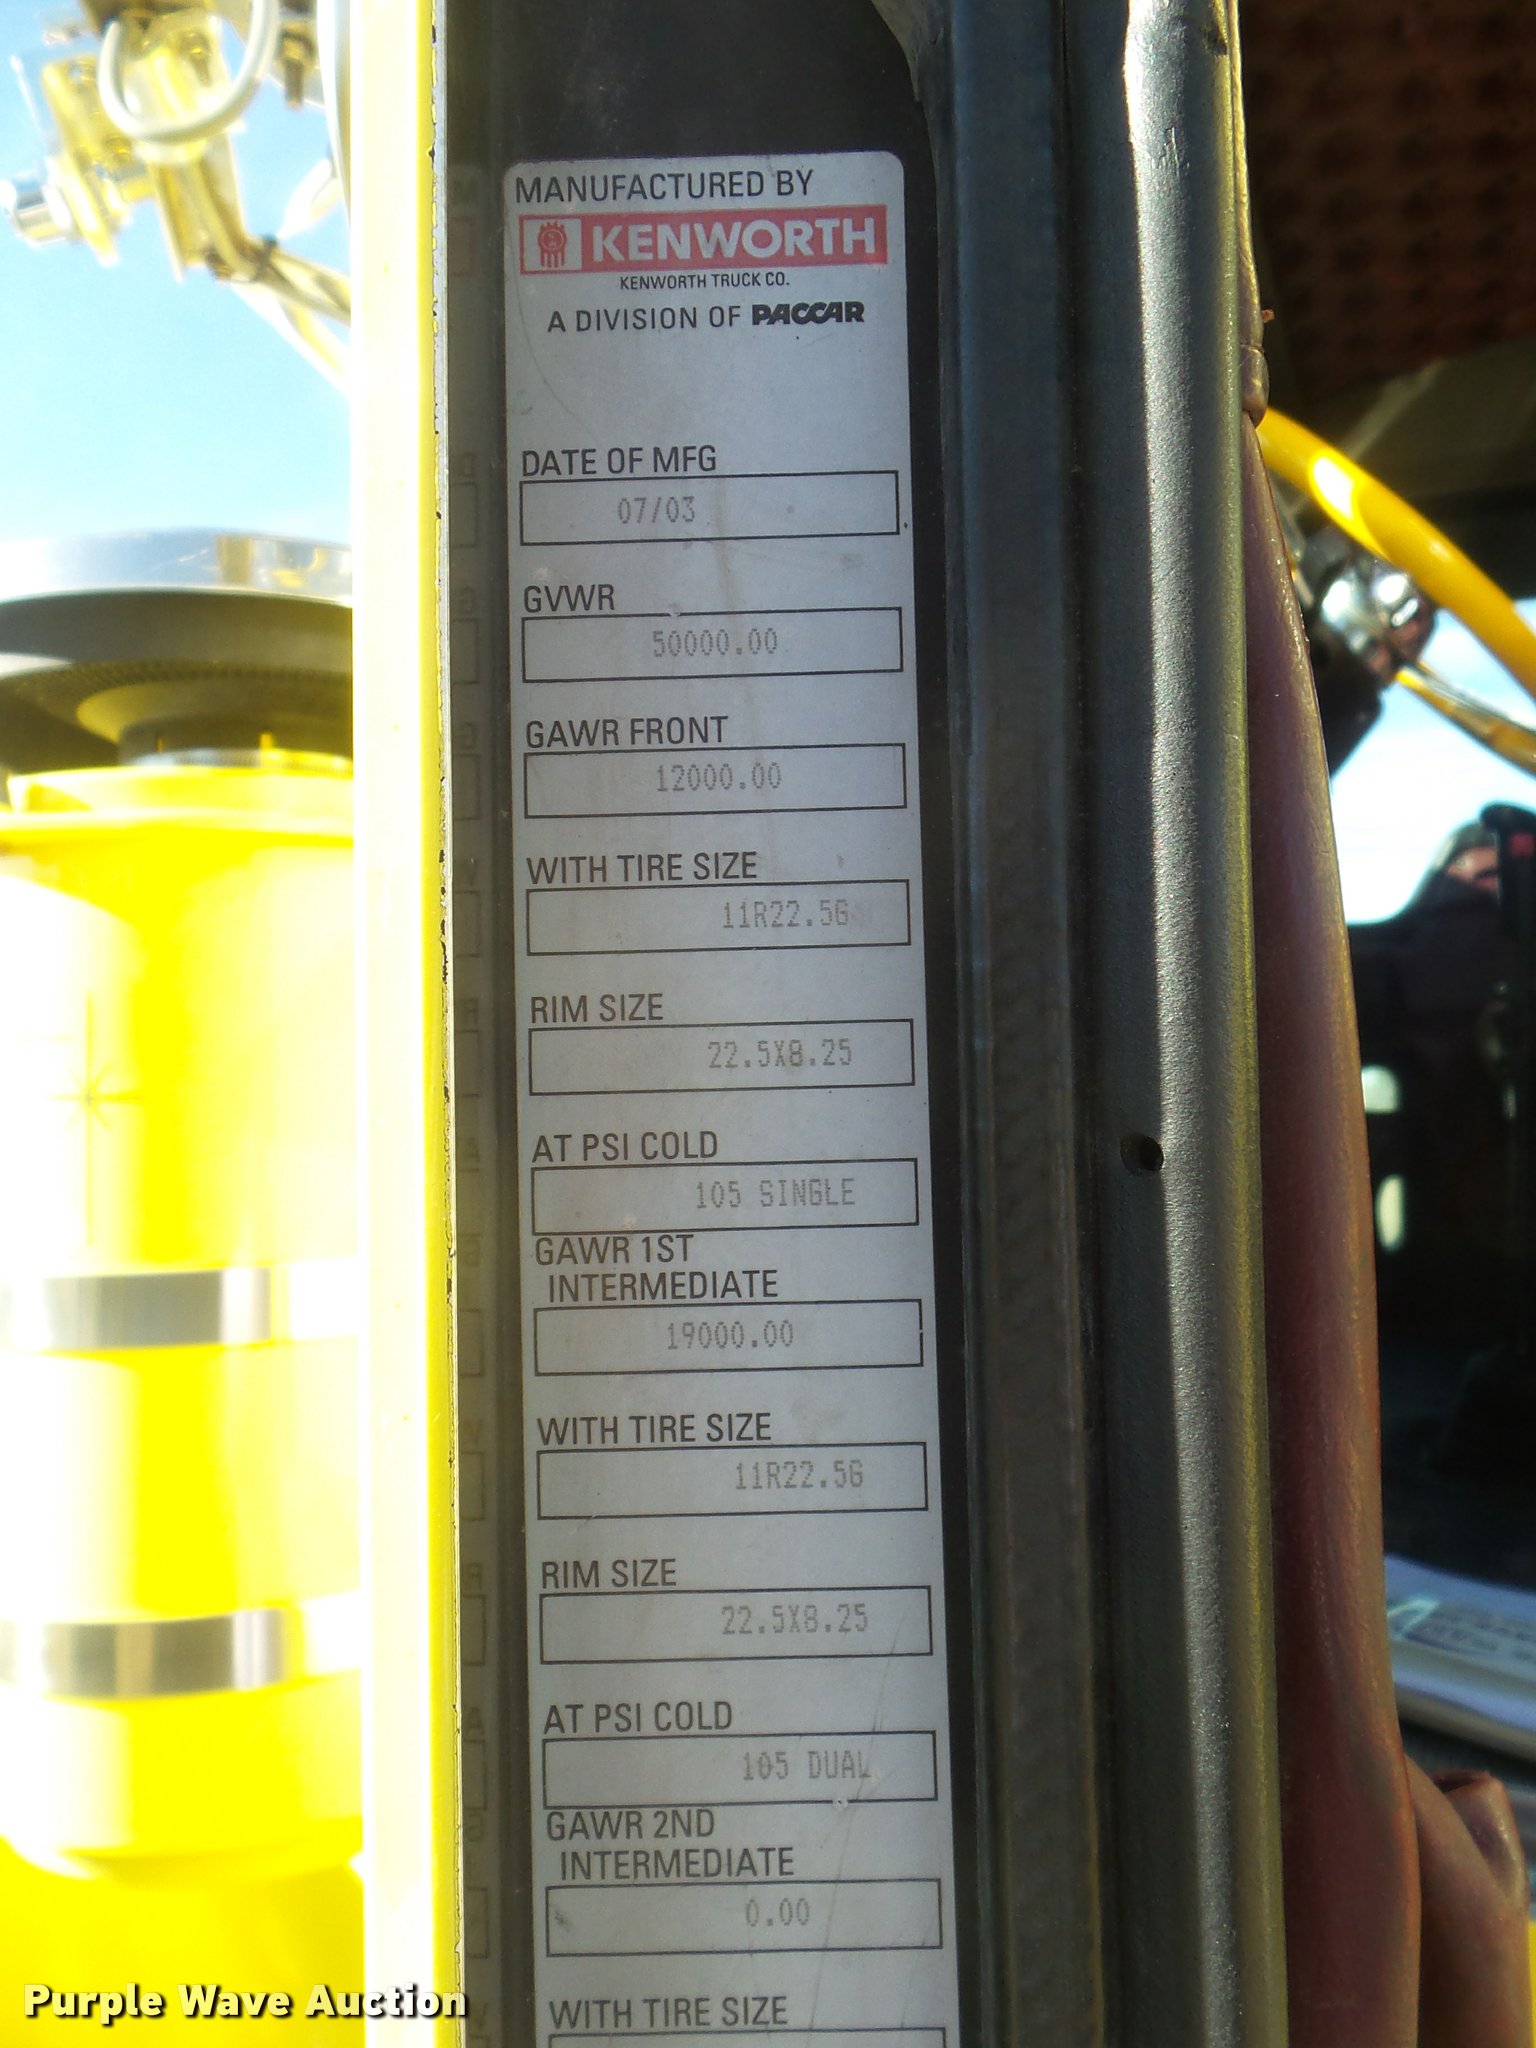 MANUFACTURED BY
KENWORTH
KENWORTH TRUCK CO.
A DIVISION OF PACCAR
DATE OF MFG
07/03
GVWR
50000.00
GAWR FRONT
12000.00
WITH TIRE SIZE
11R22.5G
RIM SIZE
22.5X8.25
AT PSI COLD
105 SINGLE
GAWR 1ST
INTERMEDIATE
19000.00
WITH TIRE SIZE
11R22.5G
RIM SIZE
22.5X8.25
AT PSI COLD
105 DUAL
GAWR 2ND
INTERMEDIATE
0.00
WITH TIRE SIZE
Purple Wave Auction